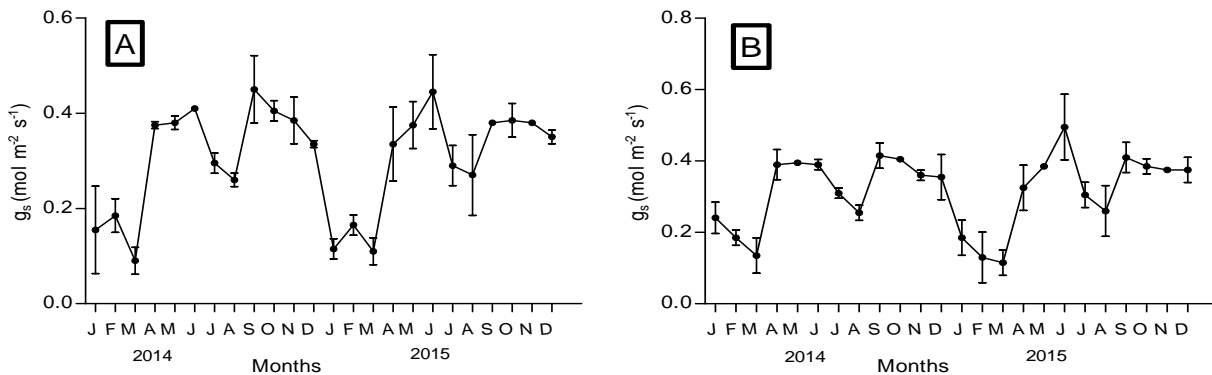 A
0.6
0.4
0.2
0.0
gs (mol m-2 s-1)
J F M A M J J A S O N D J F M A M J J A S O N D
2014 2015
Months
B
0.8
0.6
0.4
0.2
0.0
gs (mol m-2 s-1)
J F M A M J J A S O N D J F M A M J J A S O N D
2014 2015
Months